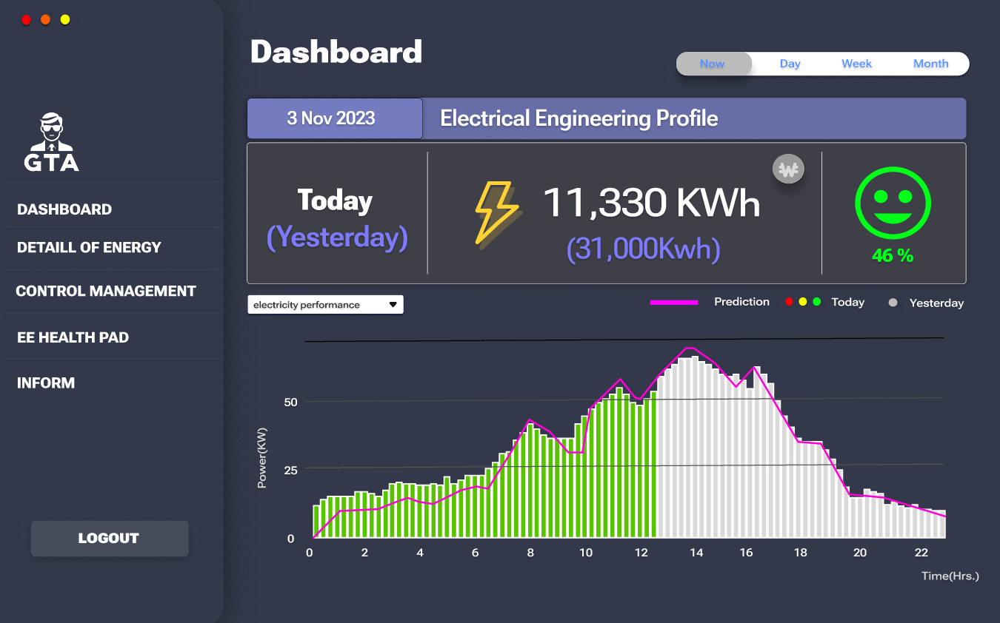 Dashboard
Now
Day
Week
Month
3 Nov 2023
Electrical Engineering Profile
GTA
DASHBOARD
DETAILL OF ENERGY
CONTROL MANAGEMENT
EE HEALTH PAD
INFORM
LOGOUT
Today
(Yesterday)
₩
11,330 KWh
(31,000Kwh)
46 %
electricity performance
Prediction
Today
Yesterday
Power(KW)
50
25
0
0 2 4 6 8 10 12 14 16 18 20 22
Time(Hrs.)